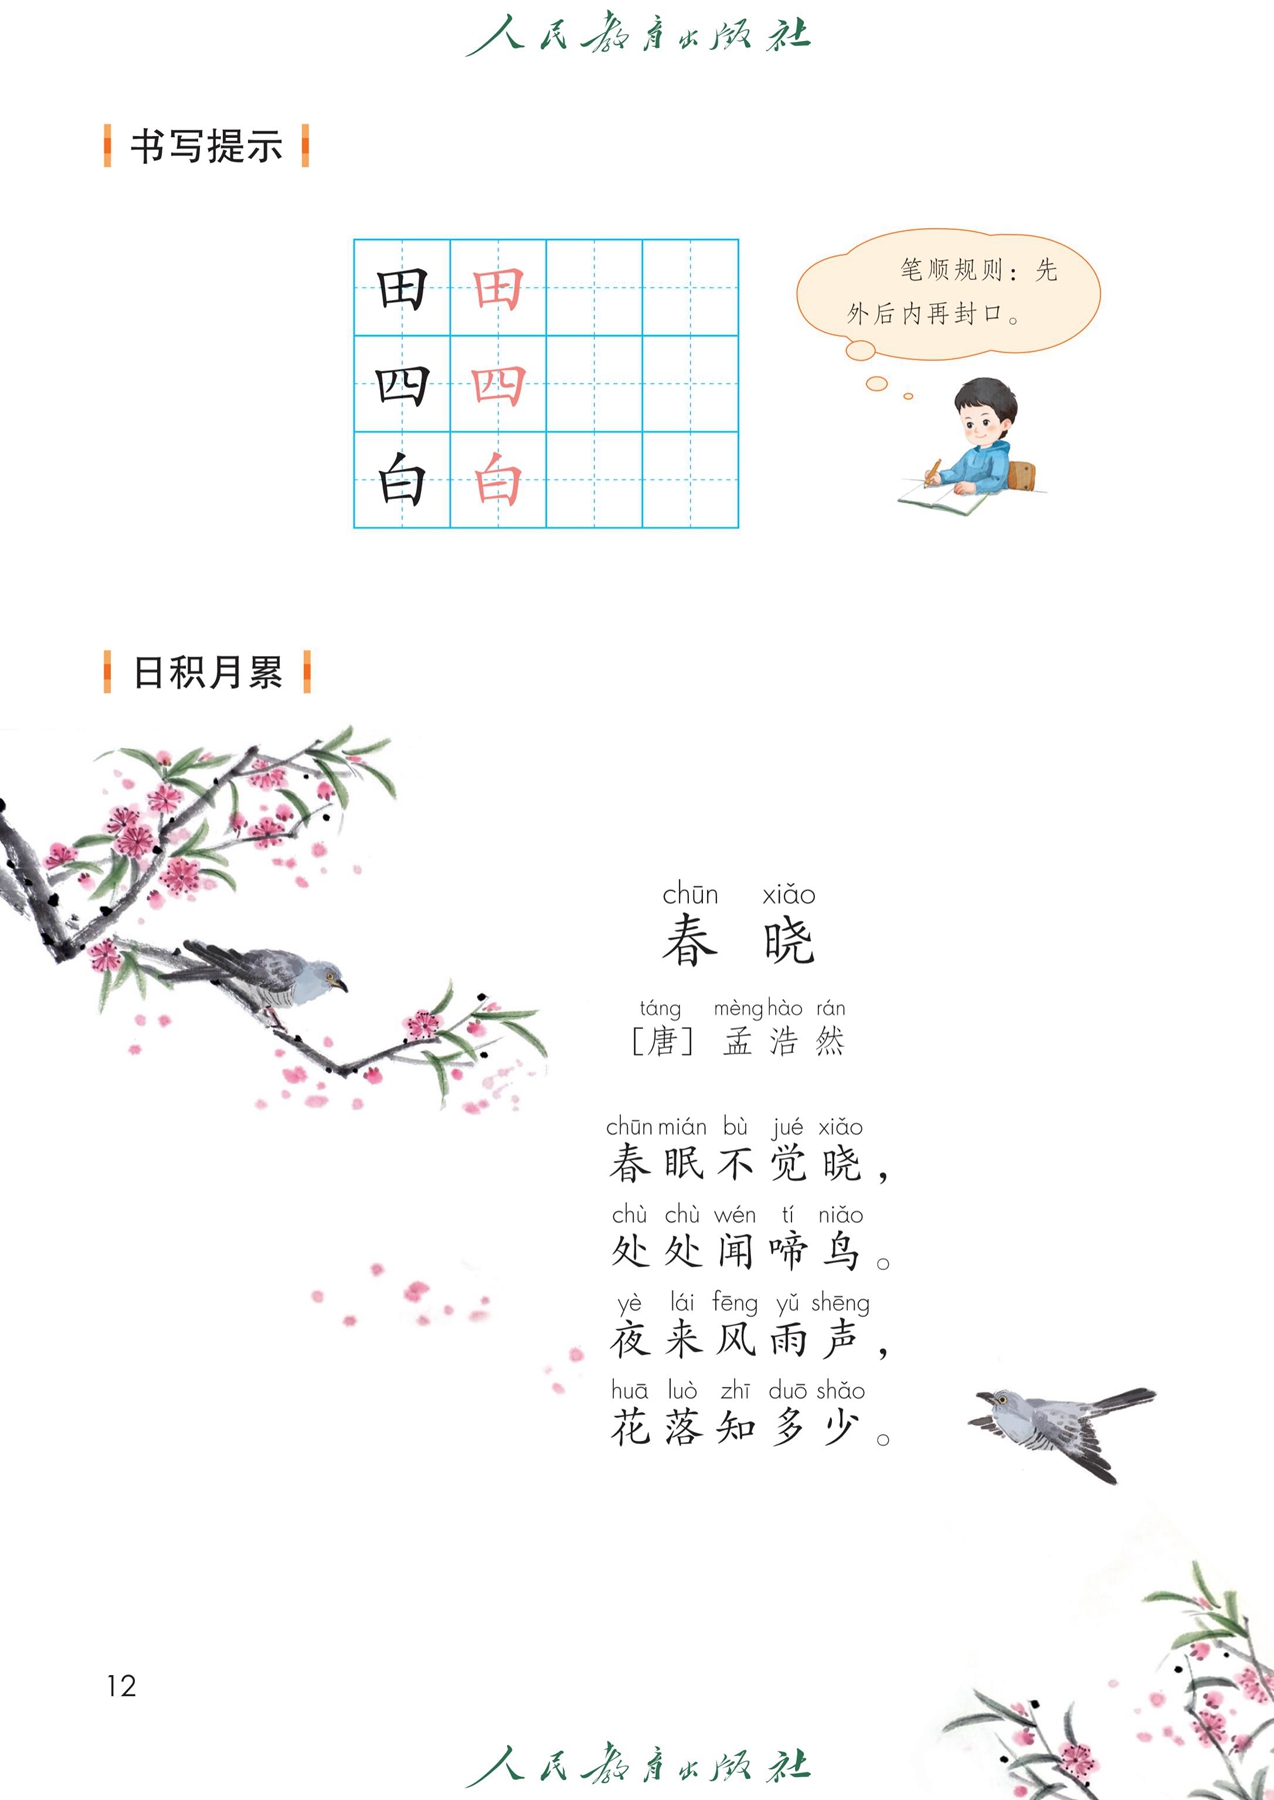 人民教育出版社
书写提示
田 田
四 四
白 白
笔顺规则：先
外后内再封口。
日积月累
chūn xiǎo
春 晓
táng mèng hào rán
[唐] 孟 浩 然
chūn mián bù jué xiǎo
春 眠 不 觉 晓，
chù chù wén tí niǎo
处 处 闻 啼 鸟。
yè lái fēng yǔ shēng
夜 来 风 雨 声，
huā luò zhī duō shǎo
花 落 知 多 少。
12
人民教育出版社